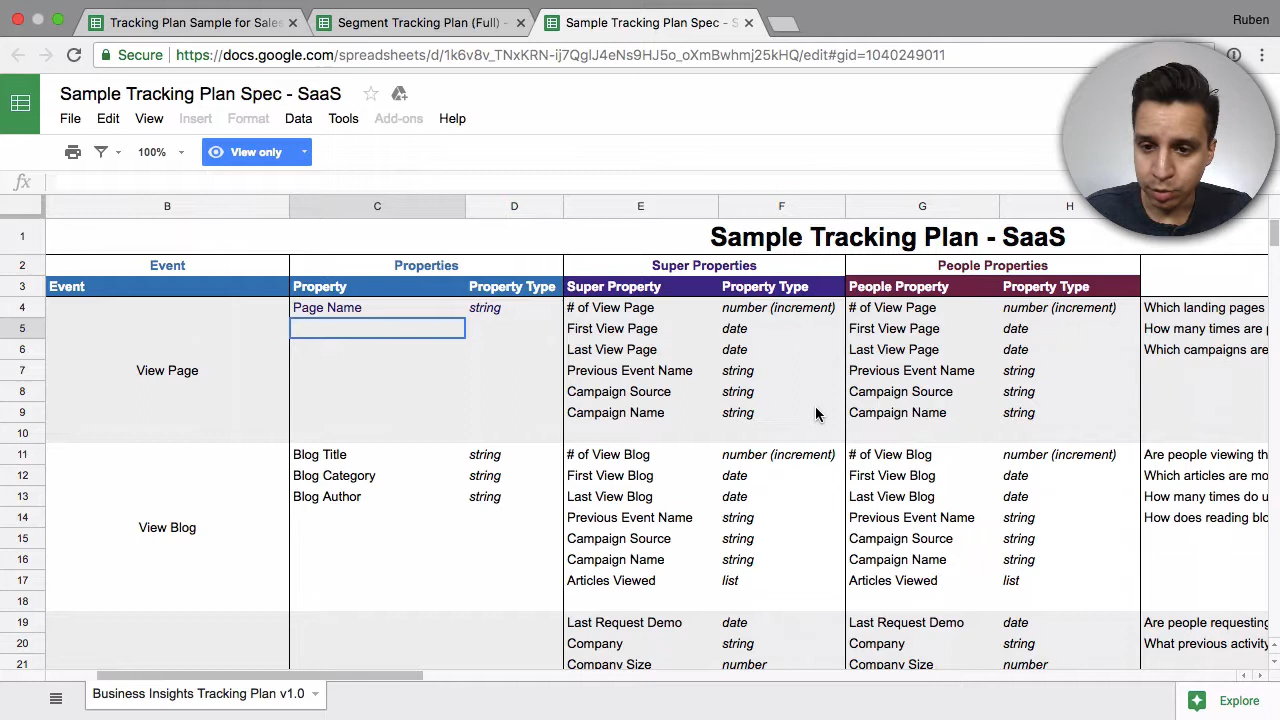 Tracking Plan Sample for Sales
Segment Tracking Plan (Full) -
Sample Tracking Plan Spec - S
Ruben
Secure
https://docs.google.com/spreadsheets/d/1k6v8v_TNxKRN-ij7QglJ4eNs9HJ5o_oXmBwhmj25kHQ/edit#gid=1040249011
Sample Tracking Plan Spec - SaaS
File Edit View Insert Format Data Tools Add-ons Help
100% View only
fx
B C D E F G H
1 Sample Tracking Plan - SaaS
2 Event Properties Super Properties People Properties
3 Event Property Property Type Super Property Property Type People Property Property Type
4 Page Name string # of View Page number (increment) # of View Page number (increment) Which landing pages
5 First View Page date First View Page date How many times are
6 Last View Page date Last View Page date Which campaigns are
7 View Page Previous Event Name string Previous Event Name string
8 Campaign Source string Campaign Source string
9 Campaign Name string Campaign Name string
10
11 Blog Title string # of View Blog number (increment) # of View Blog number (increment) Are people viewing th
12 Blog Category string First View Blog date First View Blog date Which articles are mo
13 Blog Author string Last View Blog date Last View Blog date How many times do u
14 View Blog Previous Event Name string Previous Event Name string How does reading blo
15 Campaign Source string Campaign Source string
16 Campaign Name string Campaign Name string
17 Articles Viewed list Articles Viewed list
18
19 Last Request Demo date Last Request Demo date Are people requesting
20 Company string Company string What previous activity
21 Company Size number Company Size number
Business Insights Tracking Plan v1.0
Explore